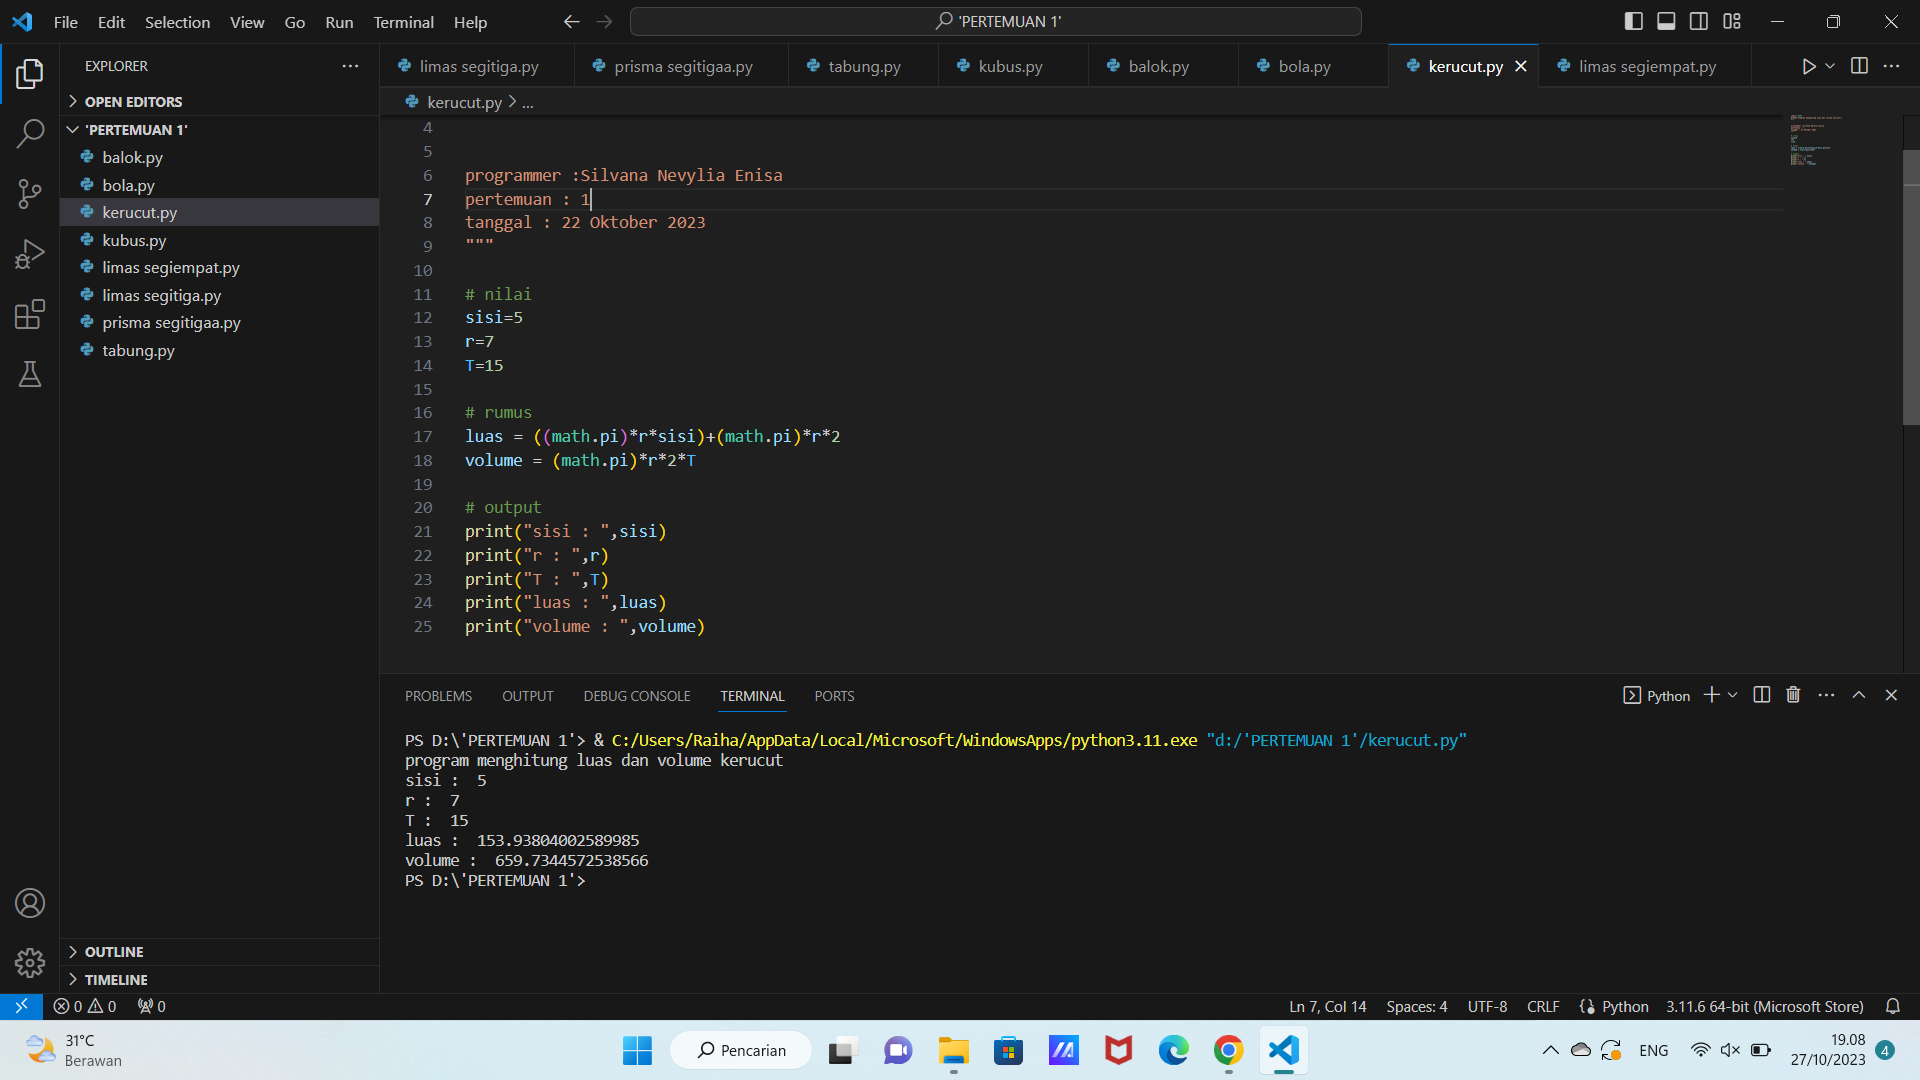 File Edit Selection View Go Run Terminal Help
'PERTEMUAN 1'
EXPLORER
OPEN EDITORS
'PERTEMUAN 1'
balok.py
bola.py
kerucut.py
kubus.py
limas segiempat.py
limas segitiga.py
prisma segitigaa.py
tabung.py
OUTLINE
TIMELINE
limas segitiga.py prisma segitigaa.py tabung.py kubus.py balok.py bola.py kerucut.py limas segiempat.py
kerucut.py > ...
4
5
6 programmer :Silvana Nevylia Enisa
7 pertemuan : 1
8 tanggal : 22 Oktober 2023
9 """
10
11 # nilai
12 sisi=5
13 r=7
14 T=15
15
16 # rumus
17 luas = ((math.pi)*r*sisi)+(math.pi)*r*2
18 volume = (math.pi)*r*2*T
19
20 # output
21 print("sisi : ",sisi)
22 print("r : ",r)
23 print("T : ",T)
24 print("luas : ",luas)
25 print("volume : ",volume)
PROBLEMS OUTPUT DEBUG CONSOLE TERMINAL PORTS
Python
PS D:\'PERTEMUAN 1'> & C:/Users/Raiha/AppData/Local/Microsoft/WindowsApps/python3.11.exe "d:/'PERTEMUAN 1'/kerucut.py"
program menghitung luas dan volume kerucut
sisi :  5
r :  7
T :  15
luas :  153.93804002589985
volume :  659.7344572538566
PS D:\'PERTEMUAN 1'>
0 0 0
Ln 7, Col 14 Spaces: 4 UTF-8 CRLF Python 3.11.6 64-bit (Microsoft Store)
31°C
Berawan
Pencarian
ENG
19.08
27/10/2023
4